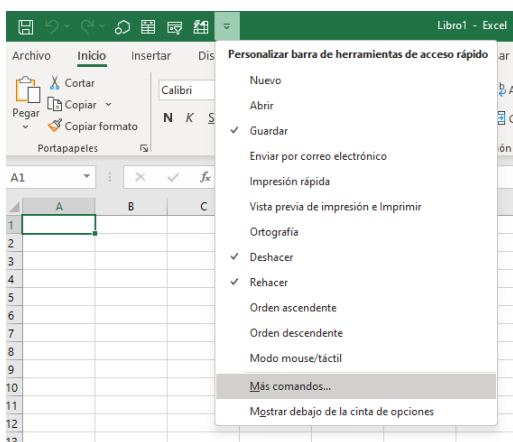 Libro1 - Excel
Archivo Inicio Insertar Dis
Personalizar barra de herramientas de acceso rápido
Nuevo
Abrir
Guardar
Enviar por correo electrónico
Impresión rápida
Vista previa de impresión e Imprimir
Ortografía
Deshacer
Rehacer
Orden ascendente
Orden descendente
Modo mouse/táctil
Más comandos...
Mostrar debajo de la cinta de opciones
Pegar
Cortar
Copiar
Copiar formato
Portapapeles
Calibri
N K S
A1 fx
A B C
1
2
3
4
5
6
7
8
9
10
11
12
13